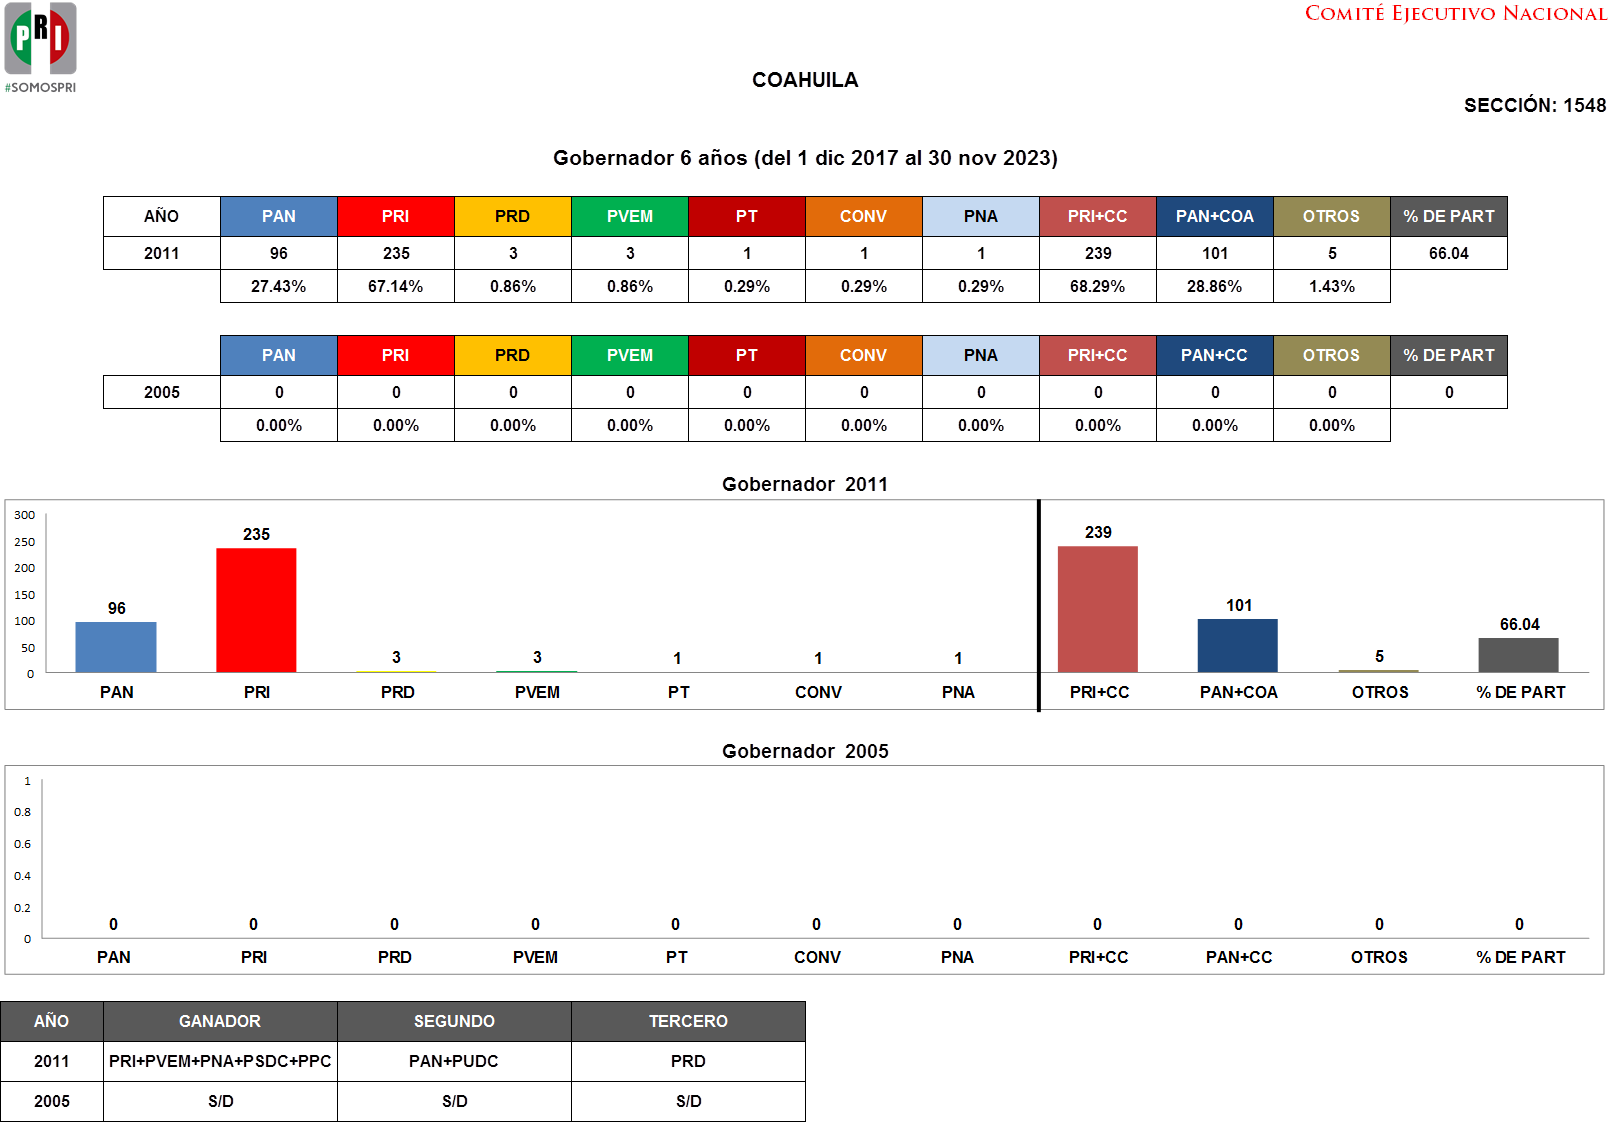 PRI
#SOMOSPRI
COMITÉ EJECUTIVO NACIONAL
COAHUILA
SECCIÓN: 1548
Gobernador 6 años (del 1 dic 2017 al 30 nov 2023)
AÑO PAN PRI PRD PVEM PT CONV PNA PRI+CC PAN+COA OTROS % DE PART
2011 96 235 3 3 1 1 1 239 101 5 66.04
27.43% 67.14% 0.86% 0.86% 0.29% 0.29% 0.29% 68.29% 28.86% 1.43%
PAN PRI PRD PVEM PT CONV PNA PRI+CC PAN+CC OTROS % DE PART
2005 0 0 0 0 0 0 0 0 0 0 0
0.00% 0.00% 0.00% 0.00% 0.00% 0.00% 0.00% 0.00% 0.00% 0.00%
Gobernador 2011
300
250
200
150
100
50
0
96 235 3 3 1 1 1 239 101 5 66.04
PAN PRI PRD PVEM PT CONV PNA PRI+CC PAN+COA OTROS % DE PART
Gobernador 2005
1
0.8
0.6
0.4
0.2
0
0 0 0 0 0 0 0 0 0 0 0
PAN PRI PRD PVEM PT CONV PNA PRI+CC PAN+CC OTROS % DE PART
AÑO GANADOR SEGUNDO TERCERO
2011 PRI+PVEM+PNA+PSDC+PPC PAN+PUDC PRD
2005 S/D S/D S/D